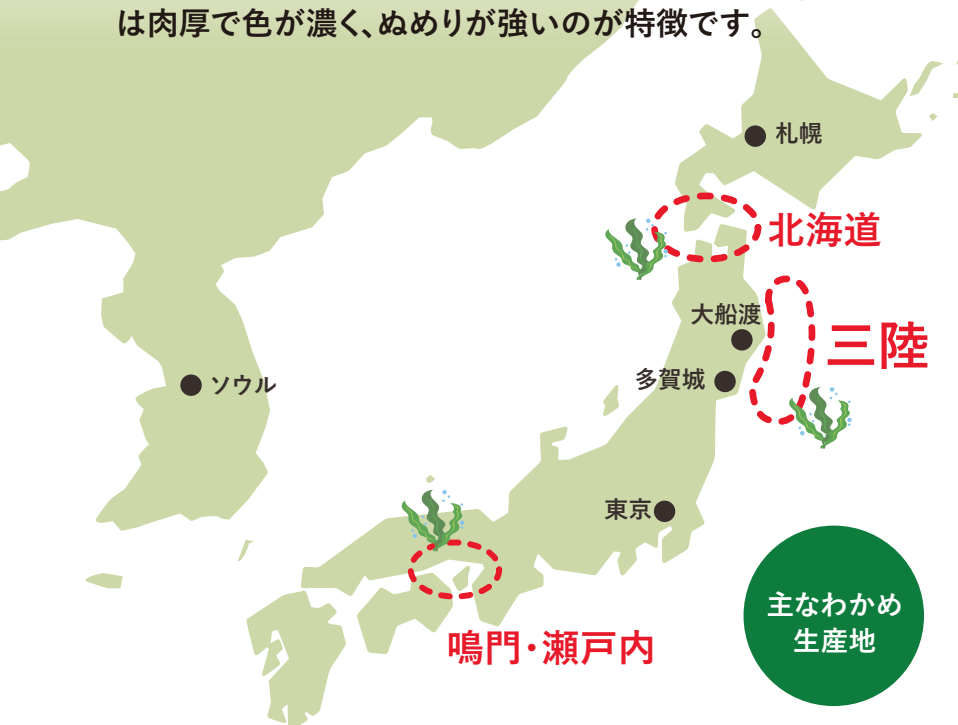 は肉厚で色が濃く、ぬめりが強いのが特徴です。
札幌
北海道
大船渡
三陸
多賀城
ソウル
東京
主なわかめ
生産地
鳴門・瀬戸内